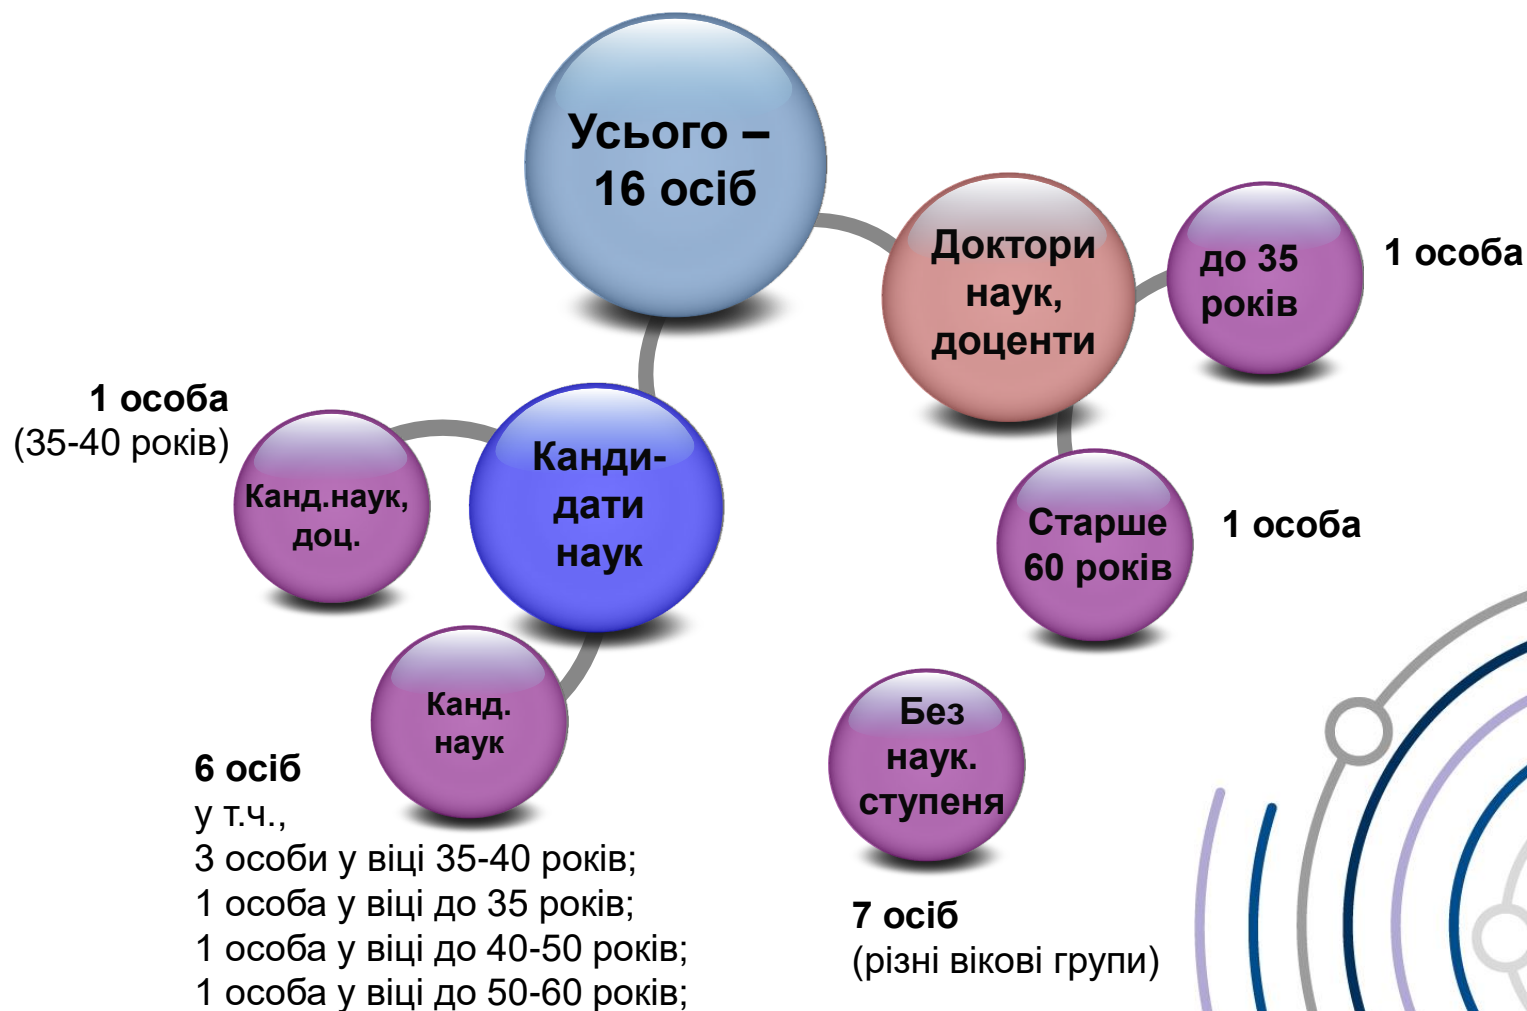 Усього –
16 осіб
Доктори
наук,
доценти
до 35
років
1 особа
Старше
60 років
1 особа
Канди-
дати
наук
1 особа
(35-40 років)
Канд.наук,
доц.
Канд.
наук
6 осіб
у т.ч.,
3 особи у віці 35-40 років;
1 особа у віці до 35 років;
1 особа у віці до 40-50 років;
1 особа у віці до 50-60 років;
Без
наук.
ступеня
7 осіб
(різні вікові групи)